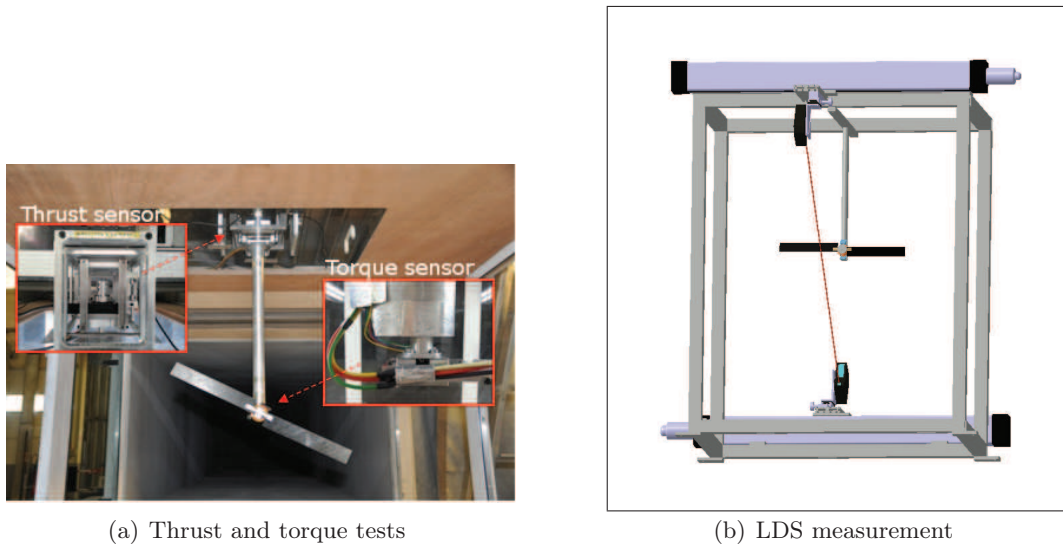 Thrust sensor
Torque sensor
(a) Thrust and torque tests
(b) LDS measurement